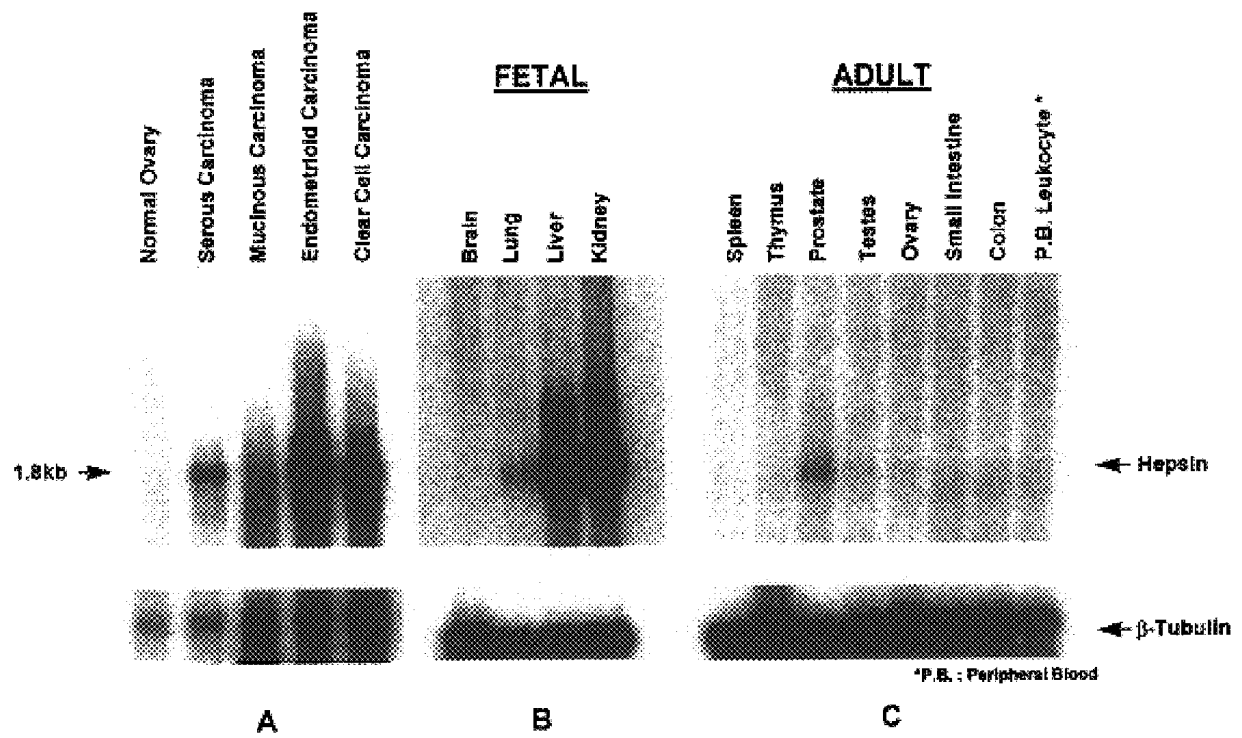 Normal Ovary
Serous Carcinoma
Mucinous Carcinoma
Endometrioid Carcinoma
Clear Cell Carcinoma
FETAL
Brain
Lung
Liver
Kidney
ADULT
Spleen
Thymus
Prostate
Testes
Ovary
Small Intestine
Colon
P.B. Leukocyte *
1.8kb
Hepsin
β-Tubulin
*P.B. : Peripheral Blood
A
B
C